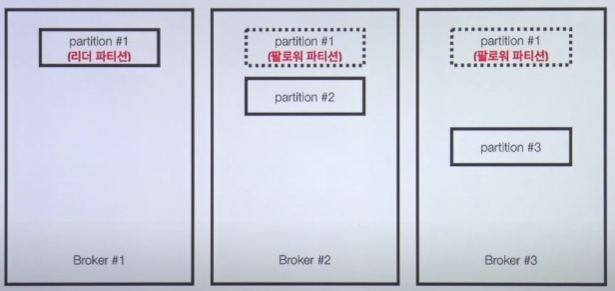 partition #1
(리더 파티션)
Broker #1
partition #1
(팔로워 파티션)
partition #2
Broker #2
partition #1
(팔로워 파티션)
partition #3
Broker #3